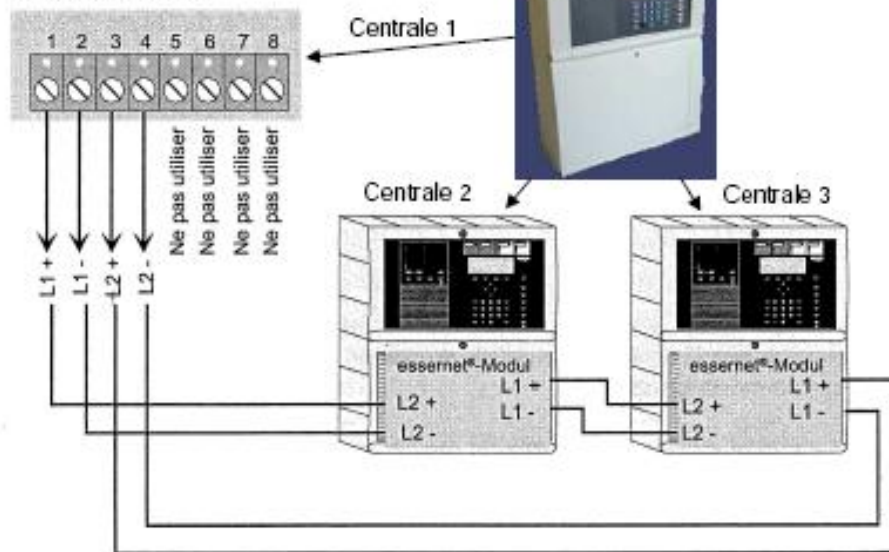 Centrale 1
1 2 3 4 5 6 7 8
Ne pas utiliser
Ne pas utiliser
Ne pas utiliser
Ne pas utiliser
L1 +
L1 -
L2 +
L2 -
Centrale 2
Centrale 3
essernet®-Modul
L1 +
L2 +
L1 -
L2 -
essernet®-Modul
L1 +
L2 +
L1 -
L2 -